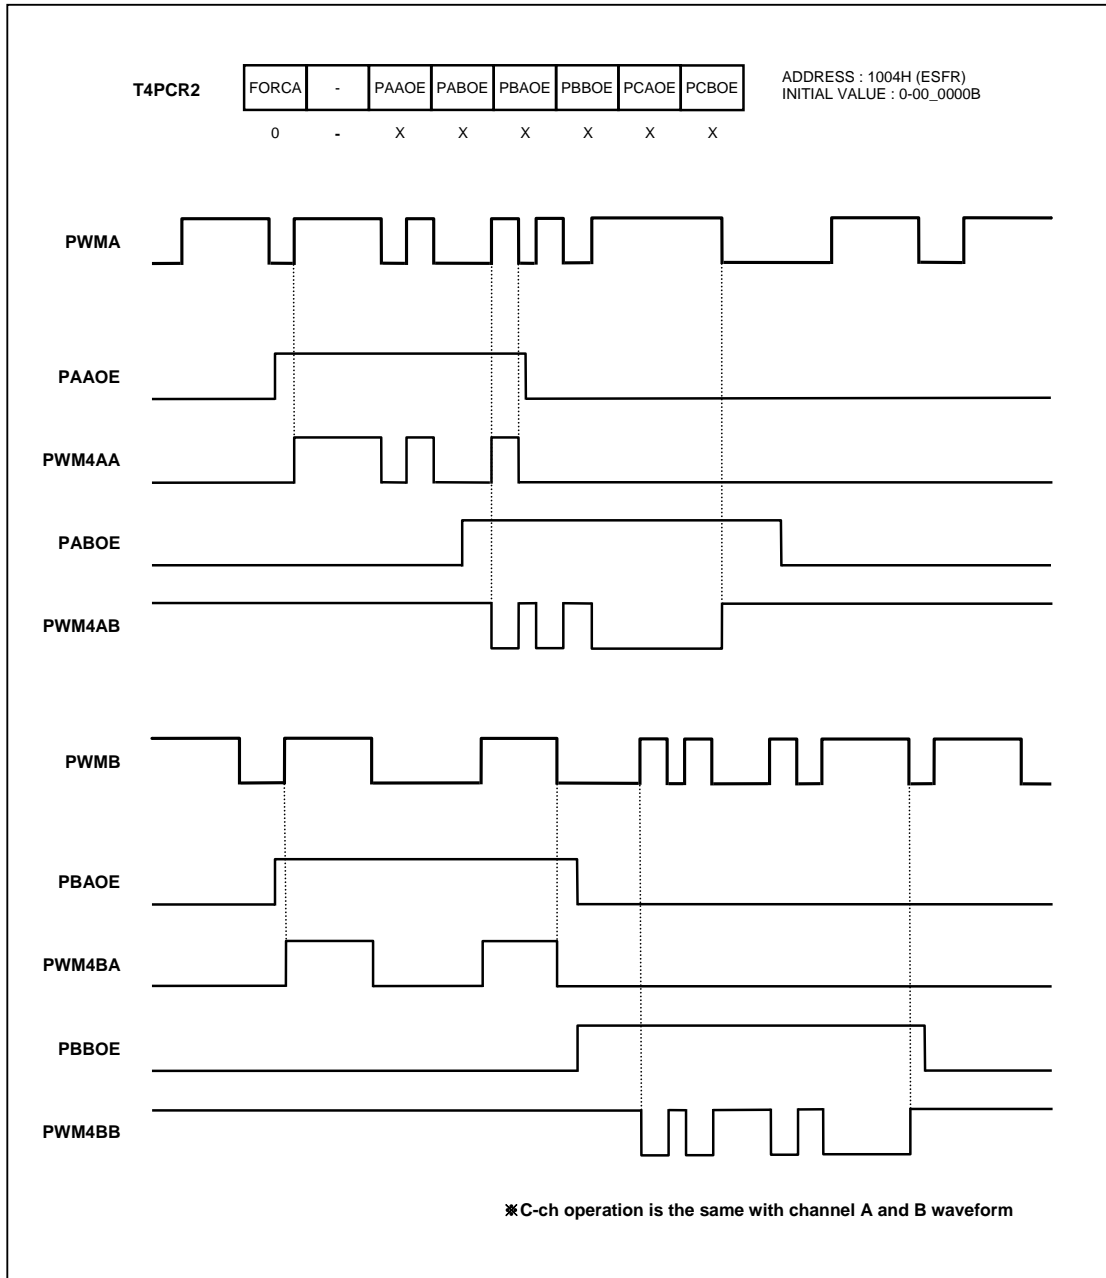 T4PCR2 FORCA - PAAOE PABOE PBAOE PBBOE PCAOE PCBOE ADDRESS : 1004H (ESFR)
INITIAL VALUE : 0-00_0000B
0 - X X X X X X
PWMA
PAAOE
PWM4AA
PABOE
PWM4AB
PWMB
PBAOE
PWM4BA
PBBOE
PWM4BB
※C-ch operation is the same with channel A and B waveform